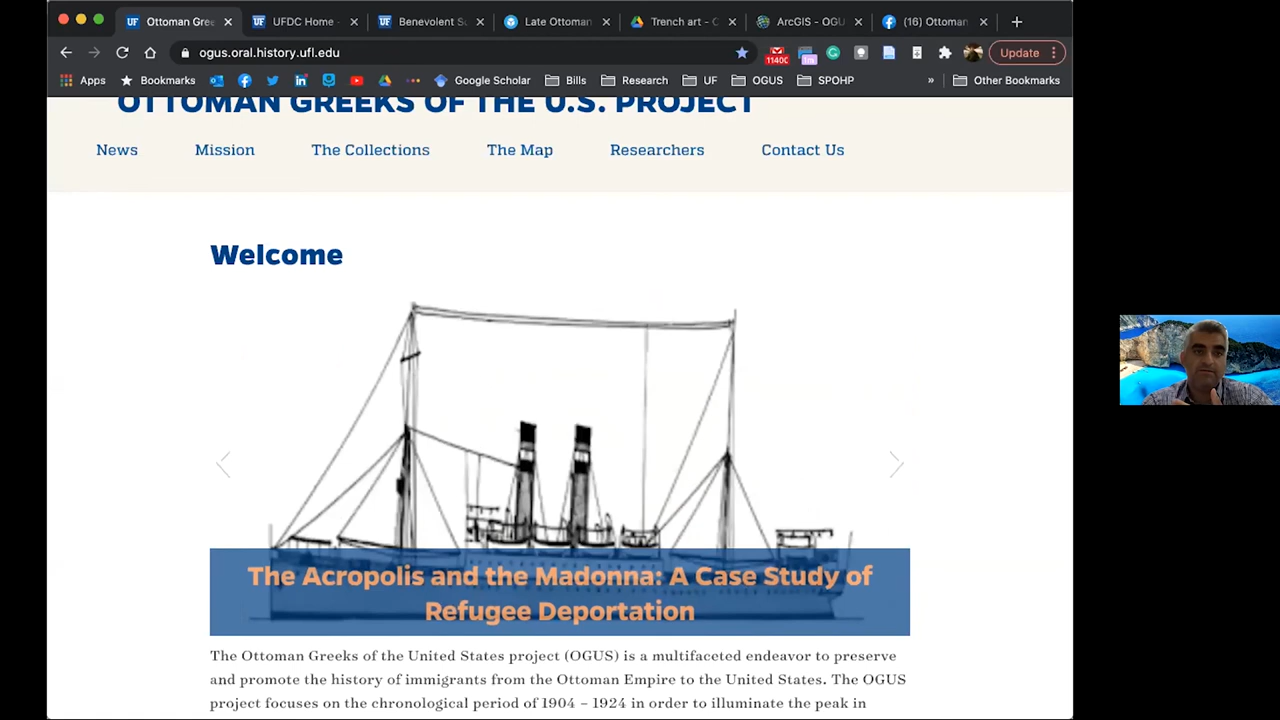 Ottoman Gree
UFDC Home -
Benevolent Su
Late Ottoman
Trench art - C
ArcGIS - OGU
(16) Ottoman
ogus.oral.history.ufl.edu
Update
Apps
Bookmarks
Google Scholar
Bills
Research
UF
OGUS
SPOHP
»
Other Bookmarks
OTTOMAN GREEKS OF THE U.S. PROJECT
News
Mission
The Collections
The Map
Researchers
Contact Us
Welcome
The Acropolis and the Madonna: A Case Study of
Refugee Deportation
The Ottoman Greeks of the United States project (OGUS) is a multifaceted endeavor to preserve
and promote the history of immigrants from the Ottoman Empire to the United States. The OGUS
project focuses on the chronological period of 1904 – 1924 in order to illuminate the peak in